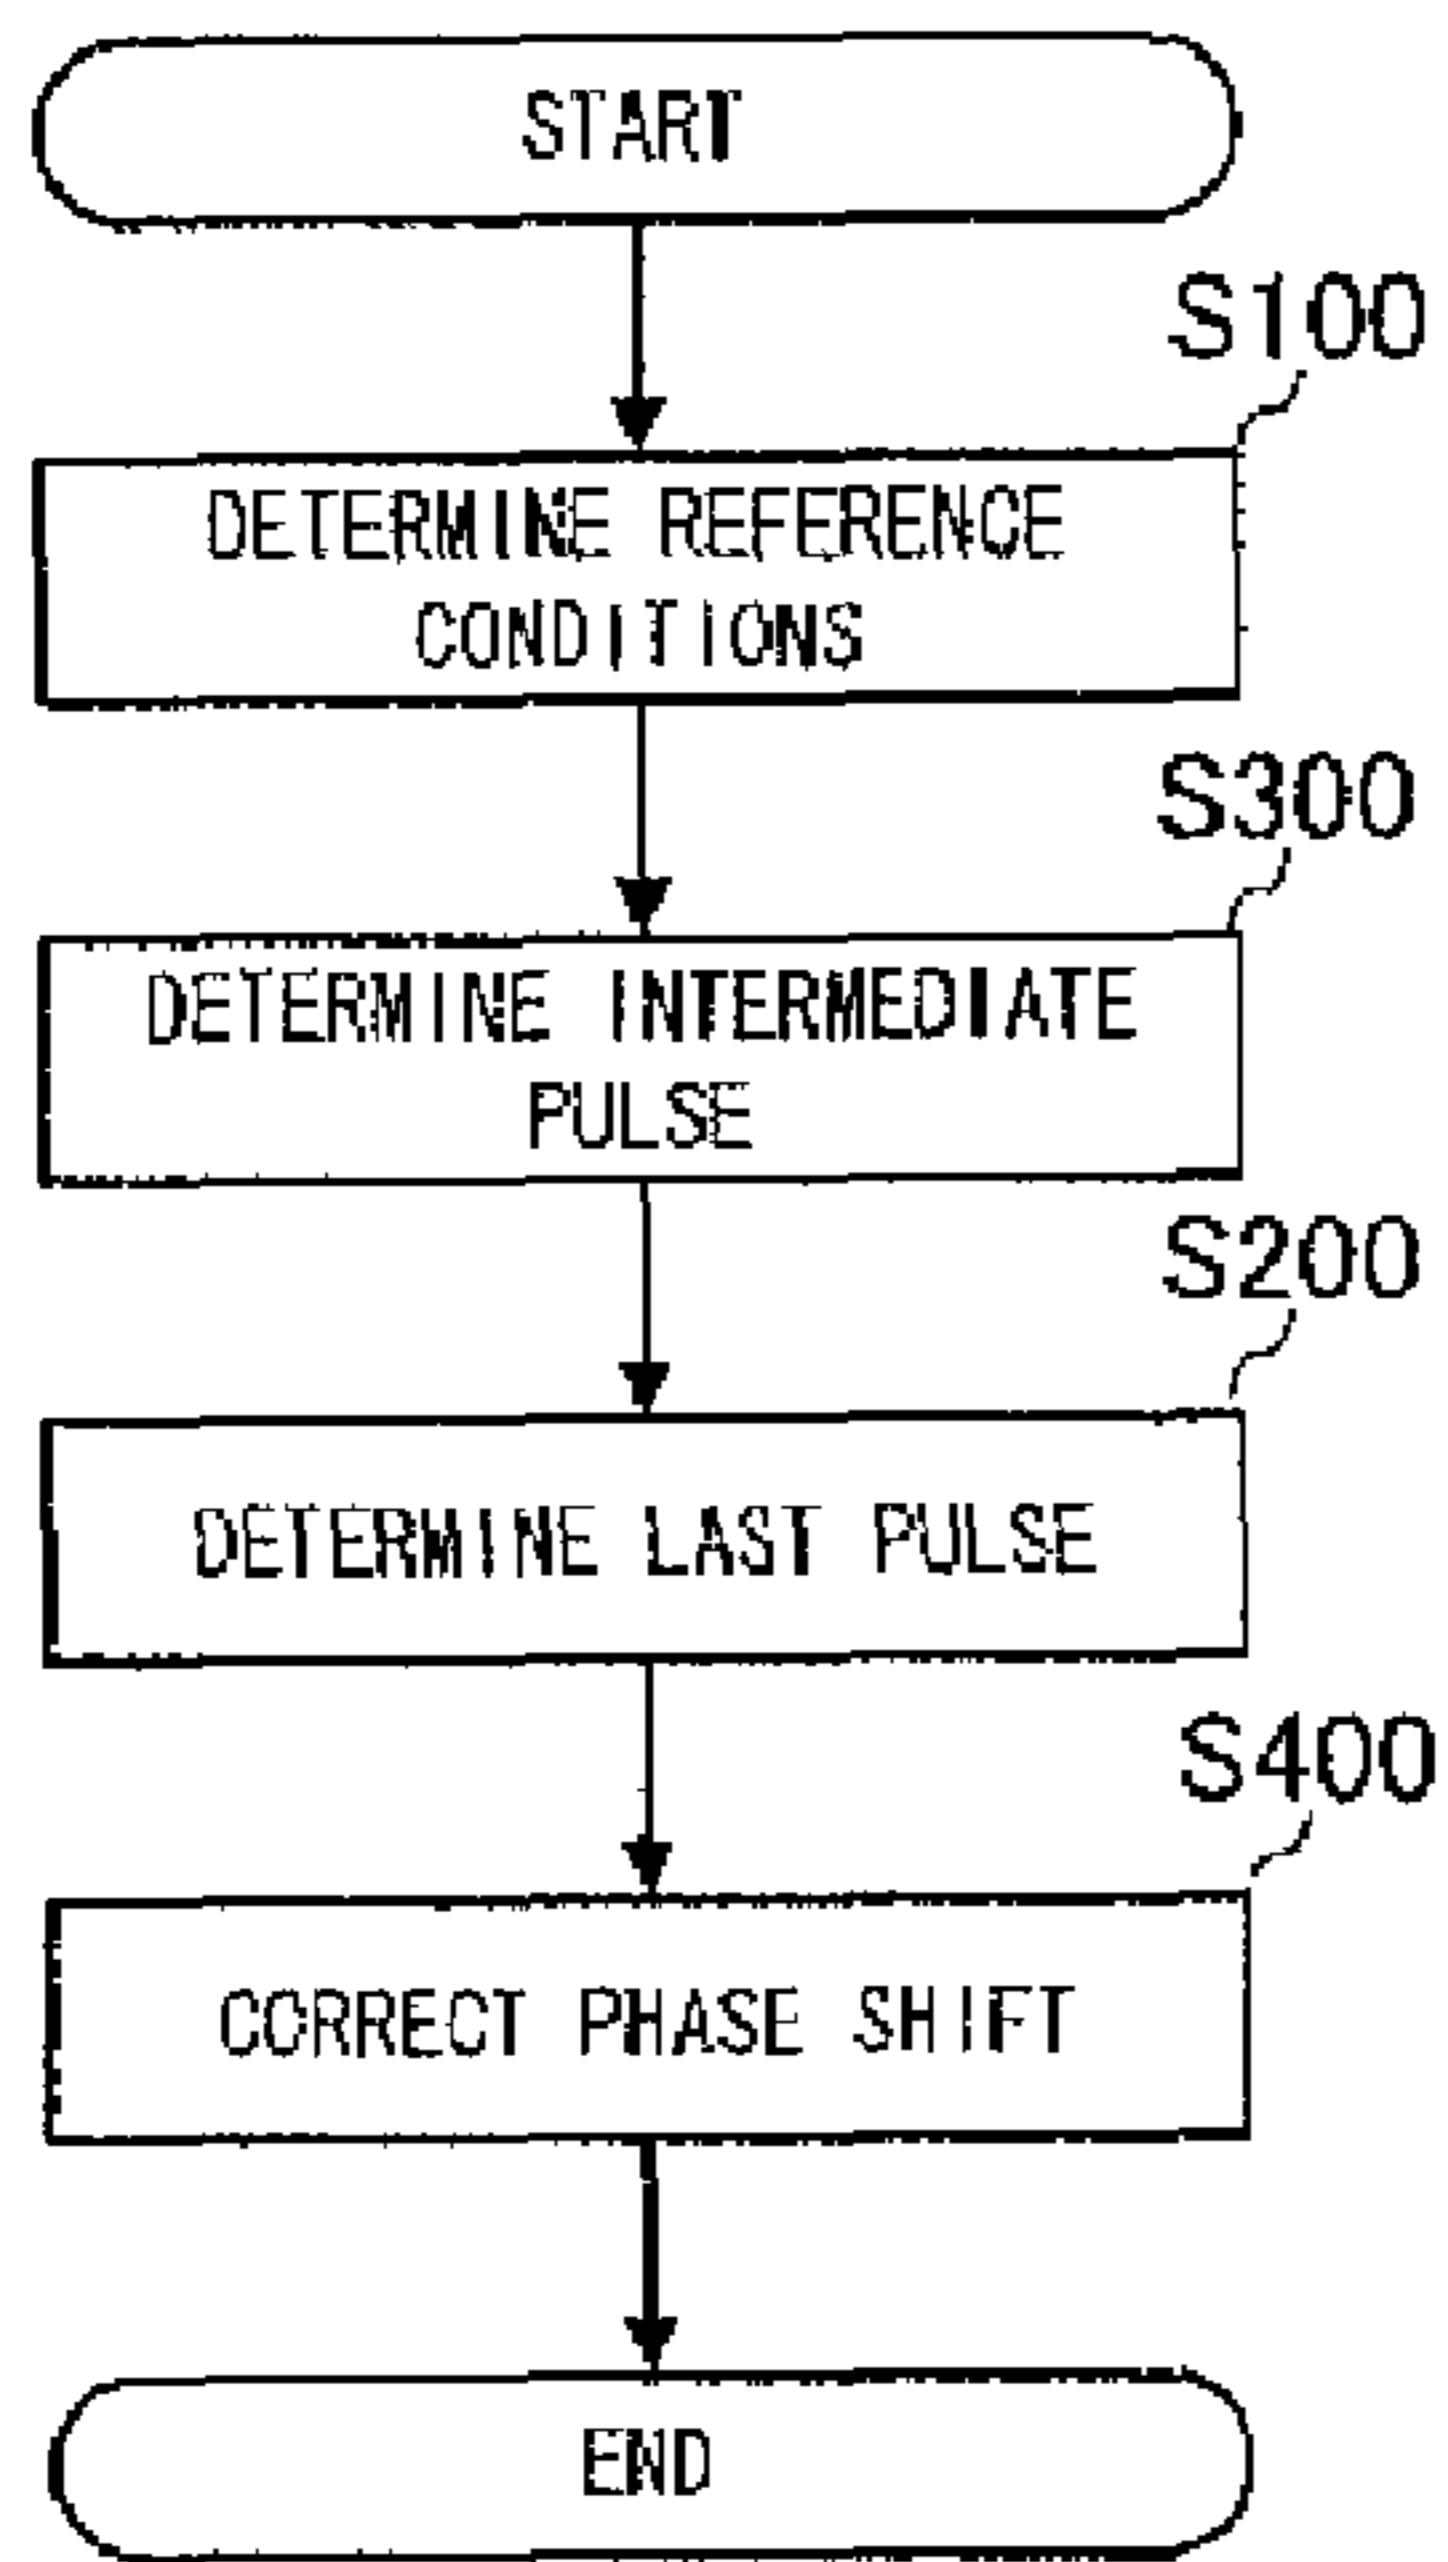 START
S100
DETERMINE REFERENCE
CONDITIONS
S300
DETERMINE INTERMEDIATE
PULSE
S200
DETERMINE LAST PULSE
S400
CORRECT PHASE SHIFT
END